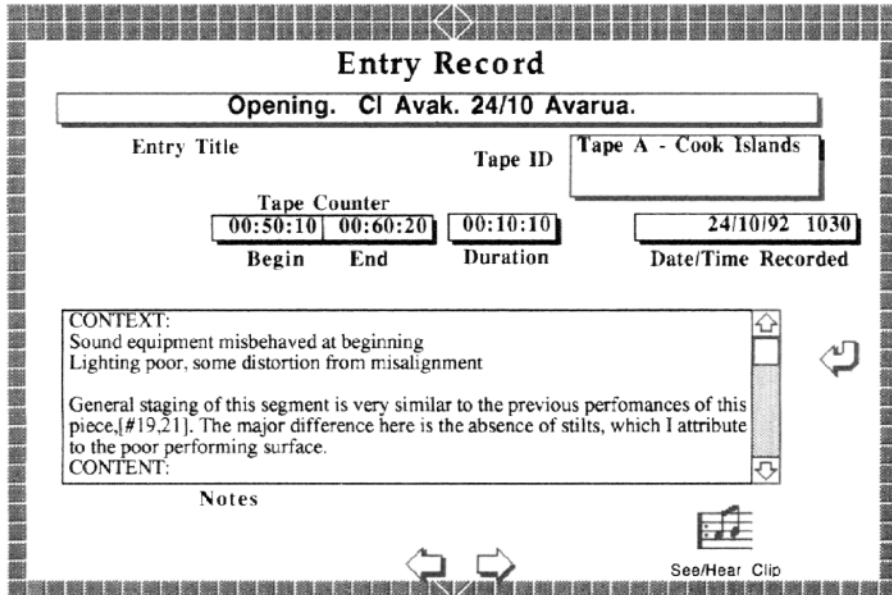 Entry Record
Opening. CI Avak. 24/10 Avarua.
Entry Title
Tape ID
Tape A - Cook Islands
Tape Counter
00:50:10 00:60:20 00:10:10 24/10/92 1030
Begin End Duration Date/Time Recorded
CONTEXT:
Sound equipment misbehaved at beginning
Lighting poor, some distortion from misalignment
General staging of this segment is very similar to the previous perfomances of this
piece,[#19,21]. The major difference here is the absence of stilts, which I attribute
to the poor performing surface.
CONTENT:
Notes
See/Hear Clip